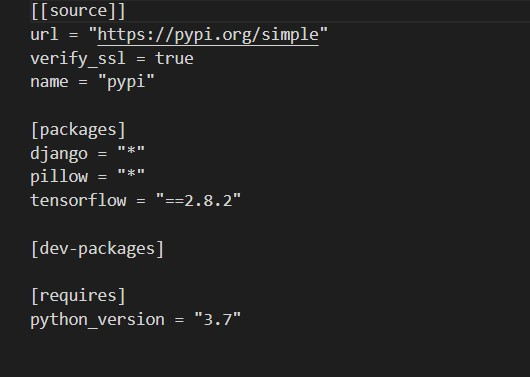 [[source]]
url = "https://pypi.org/simple"
verify_ssl = true
name = "pypi"
[packages]
django = "*"
pillow = "*"
tensorflow = "==2.8.2"
[dev-packages]
[requires]
python_version = "3.7"